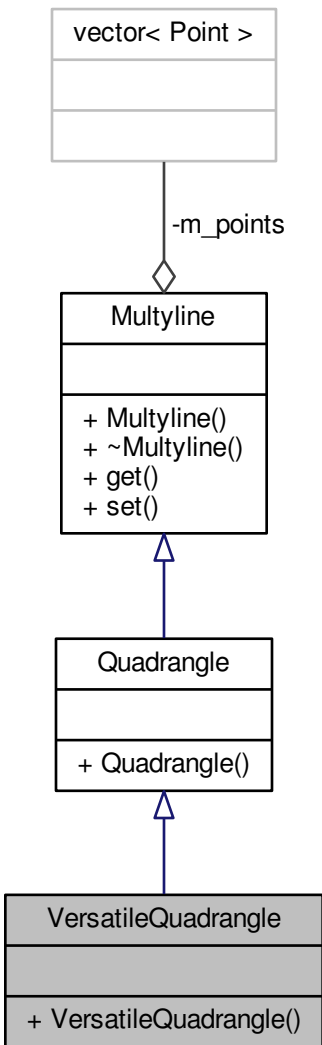 vector< Point >
-m_points
Multyline
+ Multyline()
+ ~Multyline()
+ get()
+ set()
Quadrangle
+ Quadrangle()
VersatileQuadrangle
+ VersatileQuadrangle()